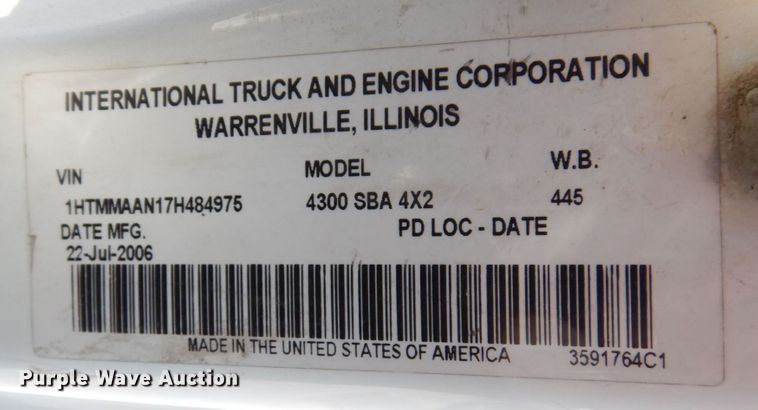 INTERNATIONAL TRUCK AND ENGINE CORPORATION
WARRENVILLE, ILLINOIS
VIN MODEL W.B.
1HTMMAAN17H484975 4300 SBA 4X2 445
DATE MFG. PD LOC - DATE
22-Jul-2006
MADE IN THE UNITED STATES OF AMERICA 3591764C1
Purple Wave Auction